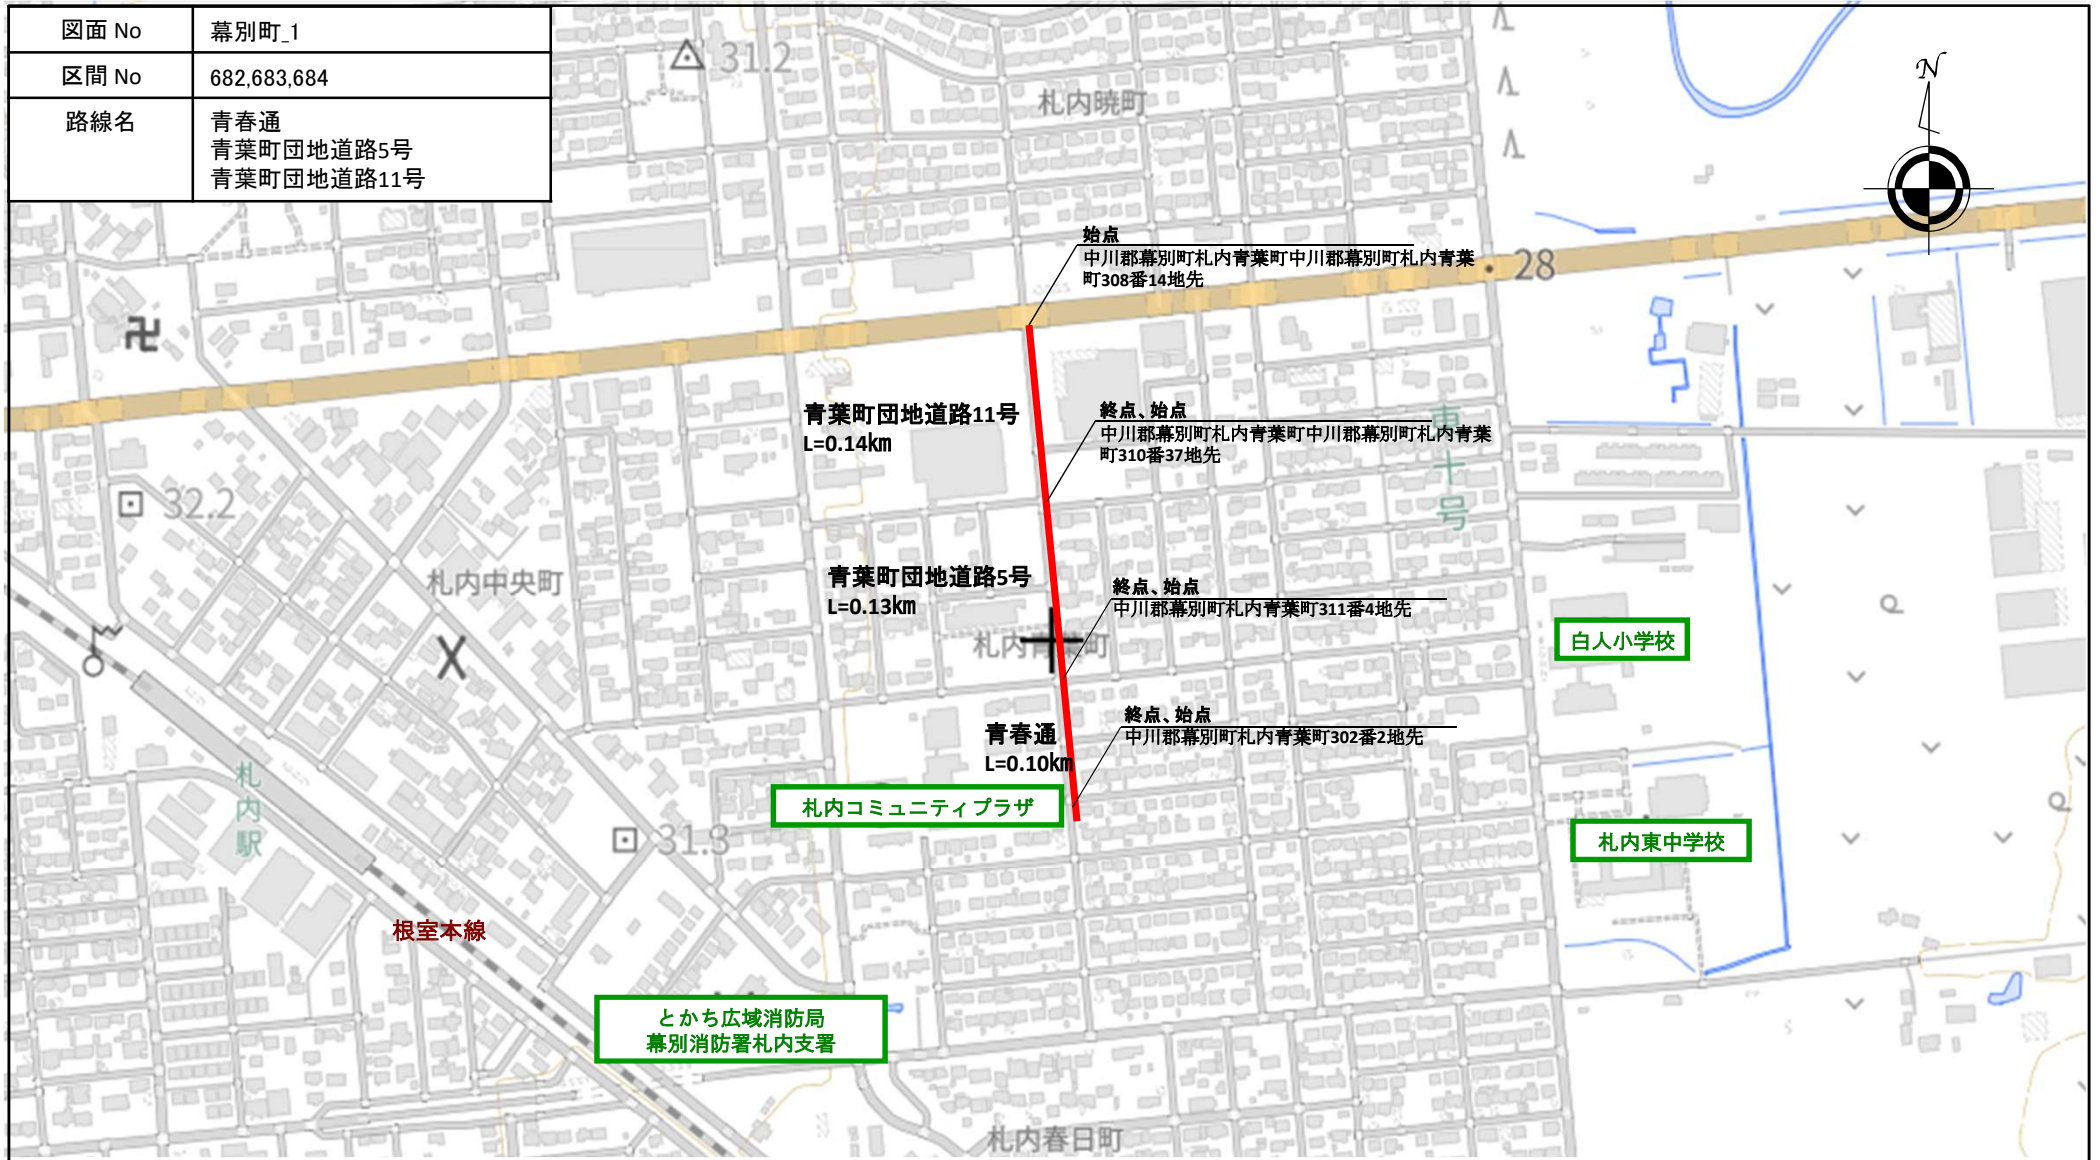 図面 No 幕別町_1
区間 No 682,683,684
路線名 青春通
青葉町団地道路5号
青葉町団地道路11号
31.2
札内暁町
N
始点
中川郡幕別町札内青葉町中川郡幕別町札内青葉
町308番14地先
28
青葉町団地道路11号
L=0.14㎞
終点、始点
中川郡幕別町札内青葉町中川郡幕別町札内青葉
町310番37地先
東十号
32.2
札内中央町
青葉町団地道路5号
L=0.13㎞
終点、始点
中川郡幕別町札内青葉町311番4地先
札内青葉町
白人小学校
青春通
L=0.10㎞
終点、始点
中川郡幕別町札内青葉町302番2地先
札内駅
札内コミュニティプラザ
31.3
札内東中学校
根室本線
とかち広域消防局
幕別消防署札内支署
札内春日町